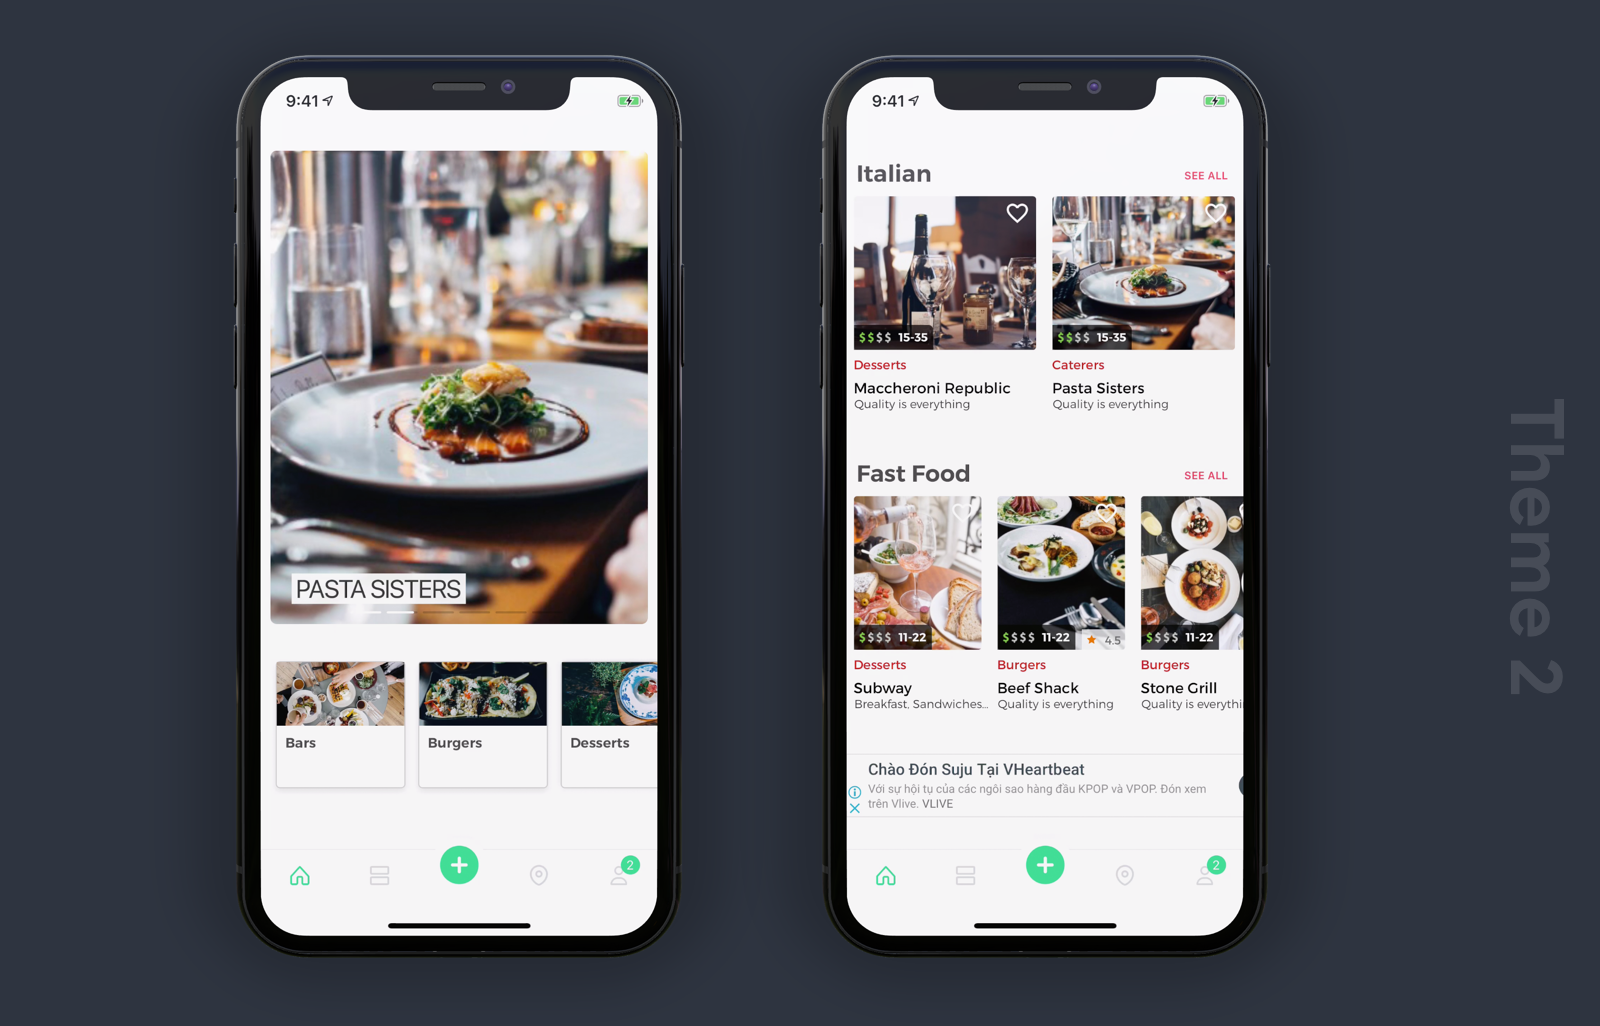 9:41
PASTA SISTERS
Bars
Burgers
Desserts
2
9:41
Italian
SEE ALL
$$$$ 15-35
$$$$ 15-35
Desserts
Caterers
Maccheroni Republic
Pasta Sisters
Quality is everything
Quality is everything
Fast Food
SEE ALL
$$$$ 11-22
$$$$ 11-22
4.5
$$$$ 11-22
Desserts
Burgers
Burgers
Subway
Beef Shack
Stone Grill
Breakfast. Sandwiches...
Quality is everything
Quality is everythi
Chào Đón Suju Tại VHeartbeat
Với sự hội tụ của các ngôi sao hàng đầu KPOP và VPOP. Đón xem
trên Vlive. VLIVE
2
Theme 2